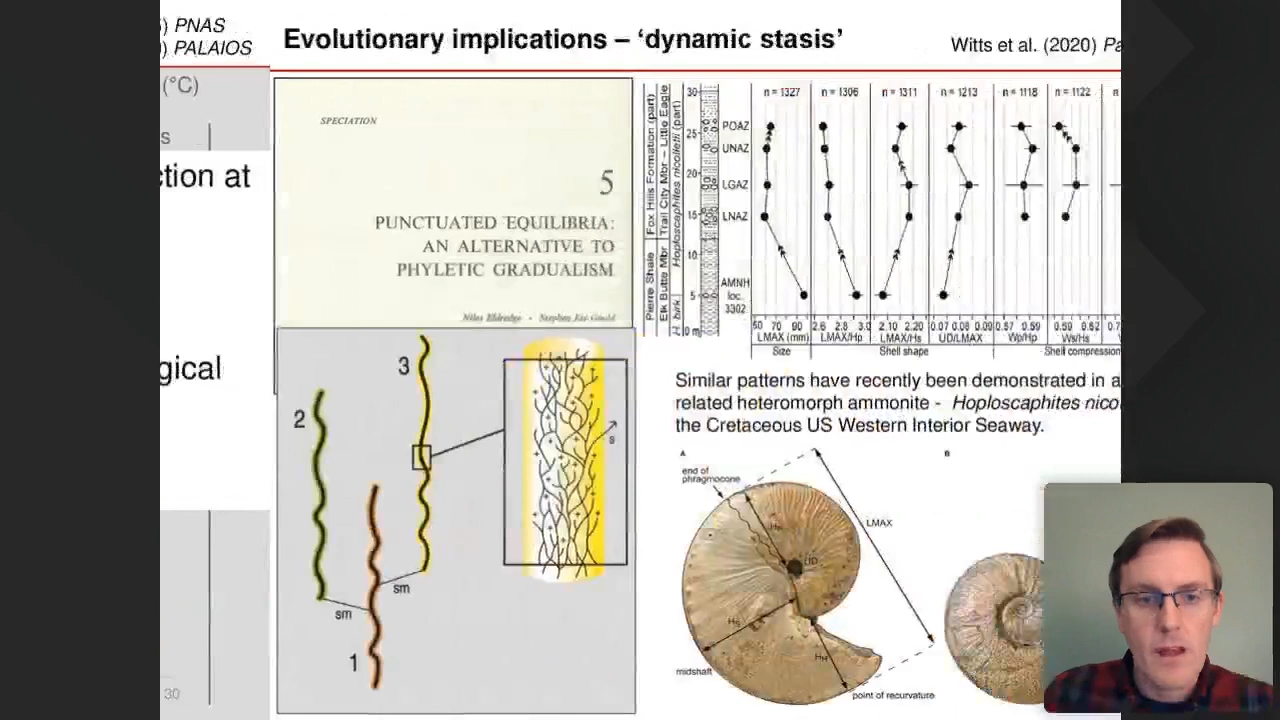 ) PNAS
) PALAIOS
(°C)
s
ction at
gical
30
Evolutionary implications – ‘dynamic stasis’
Witts et al. (2020) Pa
SPECIATION
5
PUNCTUATED EQUILIBRIA:
AN ALTERNATIVE TO
PHYLETIC GRADUALISM
Niles Eldredge • Stephen Jay Gould
3
2
1
sm
sm
s
Pierre Shale
Fox Hills Formation (part)
Elk Butte Mbr
Trail City Mbr – Little Eagle
H. birk
Hoploscaphites nicolletii (part)
30
25
20
15
10
5
0 m
n = 1327
n = 1306
n = 1311
n = 1213
n = 1118
n = 1122
POAZ
UNAZ
LGAZ
LNAZ
AMNH
loc.
3302
50 70 90
2.6 2.8 3.0
2.10 2.20
0.07 0.08 0.09
0.57 0.59
0.59 0.62
LMAX (mm)
LMAX/Hp
LMAX/Hs
UD/LMAX
Wp/Hp
Ws/Hs
Size
Shell shape
Shell compression
Similar patterns have recently been demonstrated in a
related heteromorph ammonite - Hoploscaphites nico
the Cretaceous US Western Interior Seaway.
A
B
end of
phragmocone
LMAX
UD
midshaft
point of recurvature